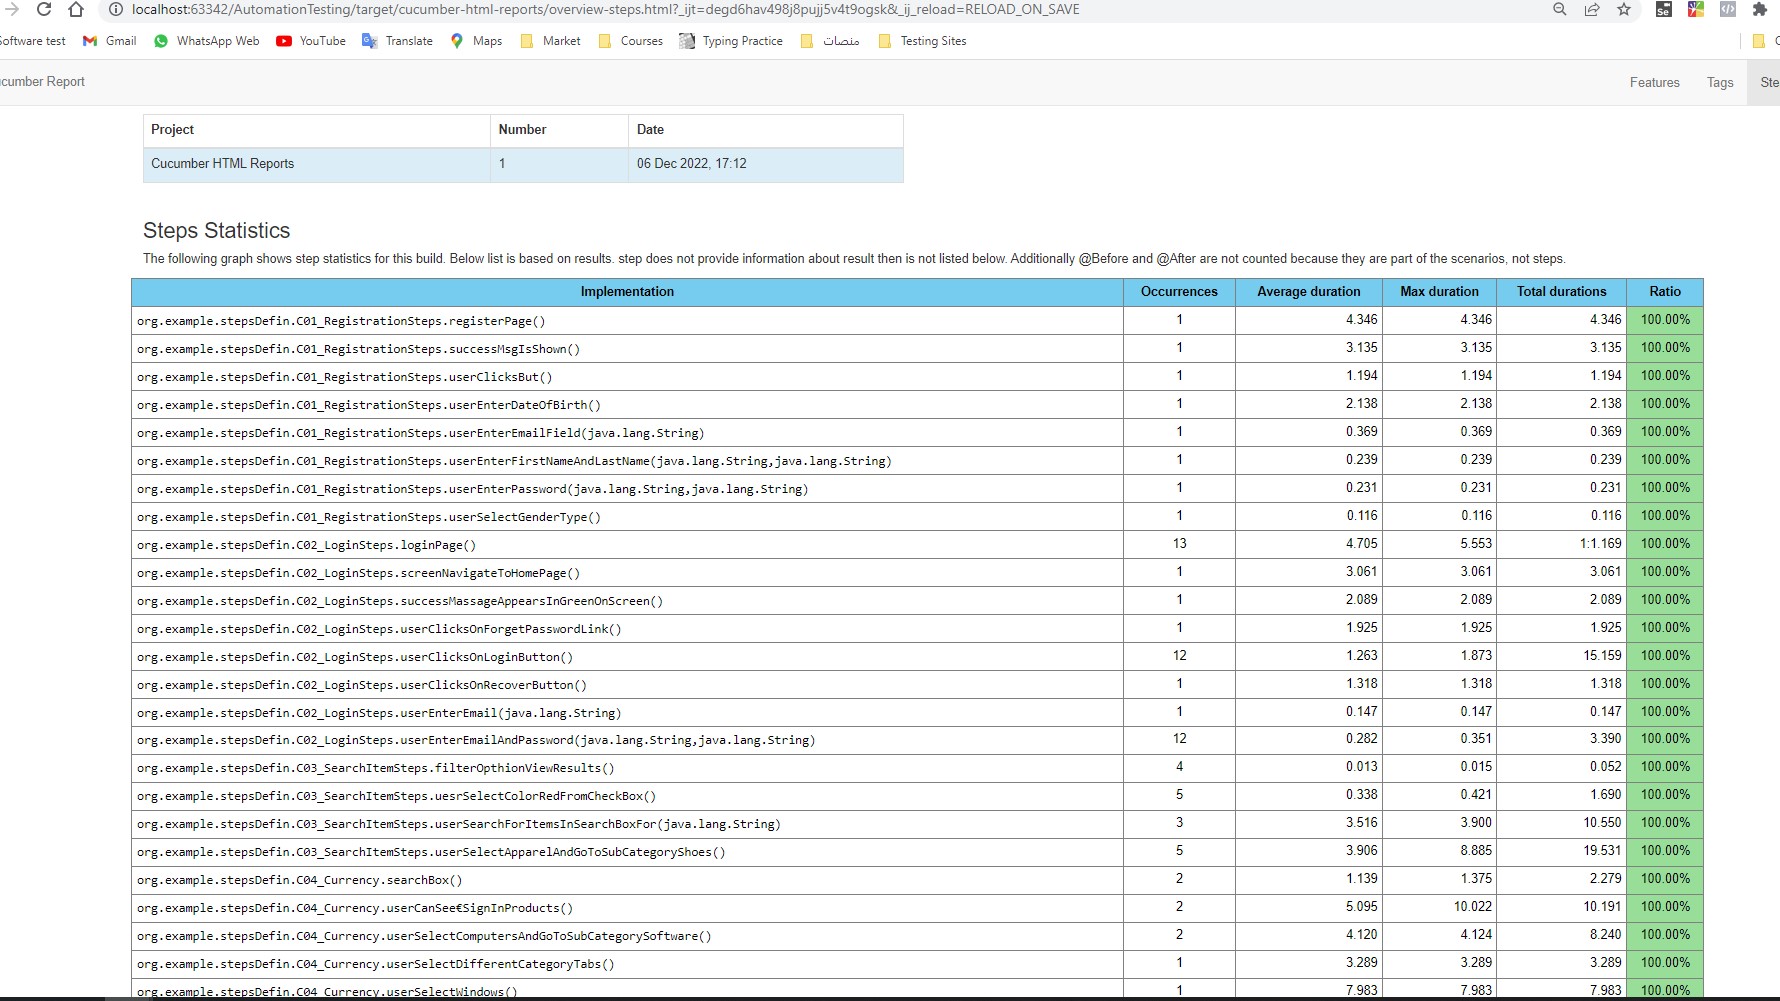 localhost:63342/AutomationTesting/target/cucumber-html-reports/overview-steps.html?_ijt=degd6hav498j8pujj5v4t9ogsk&_ij_reload=RELOAD_ON_SAVE
Software test Gmail WhatsApp Web YouTube Translate Maps Market Courses Typing Practice منصات Testing Sites
cumber Report Features Tags Ste
Project Number Date
Cucumber HTML Reports 1 06 Dec 2022, 17:12
Steps Statistics
The following graph shows step statistics for this build. Below list is based on results. step does not provide information about result then is not listed below. Additionally @Before and @After are not counted because they are part of the scenarios, not steps.
Implementation Occurrences Average duration Max duration Total durations Ratio
org.example.stepsDefin.C01_RegistrationSteps.registerPage() 1 4.346 4.346 4.346 100.00%
org.example.stepsDefin.C01_RegistrationSteps.successMsgIsShown() 1 3.135 3.135 3.135 100.00%
org.example.stepsDefin.C01_RegistrationSteps.userClicksBut() 1 1.194 1.194 1.194 100.00%
org.example.stepsDefin.C01_RegistrationSteps.userEnterDateOfBirth() 1 2.138 2.138 2.138 100.00%
org.example.stepsDefin.C01_RegistrationSteps.userEnterEmailField(java.lang.String) 1 0.369 0.369 0.369 100.00%
org.example.stepsDefin.C01_RegistrationSteps.userEnterFirstNameAndLastName(java.lang.String,java.lang.String) 1 0.239 0.239 0.239 100.00%
org.example.stepsDefin.C01_RegistrationSteps.userEnterPassword(java.lang.String,java.lang.String) 1 0.231 0.231 0.231 100.00%
org.example.stepsDefin.C01_RegistrationSteps.userSelectGenderType() 1 0.116 0.116 0.116 100.00%
org.example.stepsDefin.C02_LoginSteps.loginPage() 13 4.705 5.553 1:1.169 100.00%
org.example.stepsDefin.C02_LoginSteps.screenNavigateToHomePage() 1 3.061 3.061 3.061 100.00%
org.example.stepsDefin.C02_LoginSteps.successMassageAppearsInGreenOnScreen() 1 2.089 2.089 2.089 100.00%
org.example.stepsDefin.C02_LoginSteps.userClicksOnForgetPasswordLink() 1 1.925 1.925 1.925 100.00%
org.example.stepsDefin.C02_LoginSteps.userClicksOnLoginButton() 12 1.263 1.873 15.159 100.00%
org.example.stepsDefin.C02_LoginSteps.userClicksOnRecoverButton() 1 1.318 1.318 1.318 100.00%
org.example.stepsDefin.C02_LoginSteps.userEnterEmail(java.lang.String) 1 0.147 0.147 0.147 100.00%
org.example.stepsDefin.C02_LoginSteps.userEnterEmailAndPassword(java.lang.String,java.lang.String) 12 0.282 0.351 3.390 100.00%
org.example.stepsDefin.C03_SearchItemSteps.filterOpthionViewResults() 4 0.013 0.015 0.052 100.00%
org.example.stepsDefin.C03_SearchItemSteps.uesrSelectColorRedFromCheckBox() 5 0.338 0.421 1.690 100.00%
org.example.stepsDefin.C03_SearchItemSteps.userSearchForItemsInSearchBoxFor(java.lang.String) 3 3.516 3.900 10.550 100.00%
org.example.stepsDefin.C03_SearchItemSteps.userSelectApparelAndGoToSubCategoryShoes() 5 3.906 8.885 19.531 100.00%
org.example.stepsDefin.C04_Currency.searchBox() 2 1.139 1.375 2.279 100.00%
org.example.stepsDefin.C04_Currency.userCanSee€SignInProducts() 2 5.095 10.022 10.191 100.00%
org.example.stepsDefin.C04_Currency.userSelectComputersAndGoToSubCategorySoftware() 2 4.120 4.124 8.240 100.00%
org.example.stepsDefin.C04_Currency.userSelectDifferentCategoryTabs() 1 3.289 3.289 3.289 100.00%
org.example.stepsDefin.C04_Currency.userSelectWindows() 1 7.983 7.983 7.983 100.00%